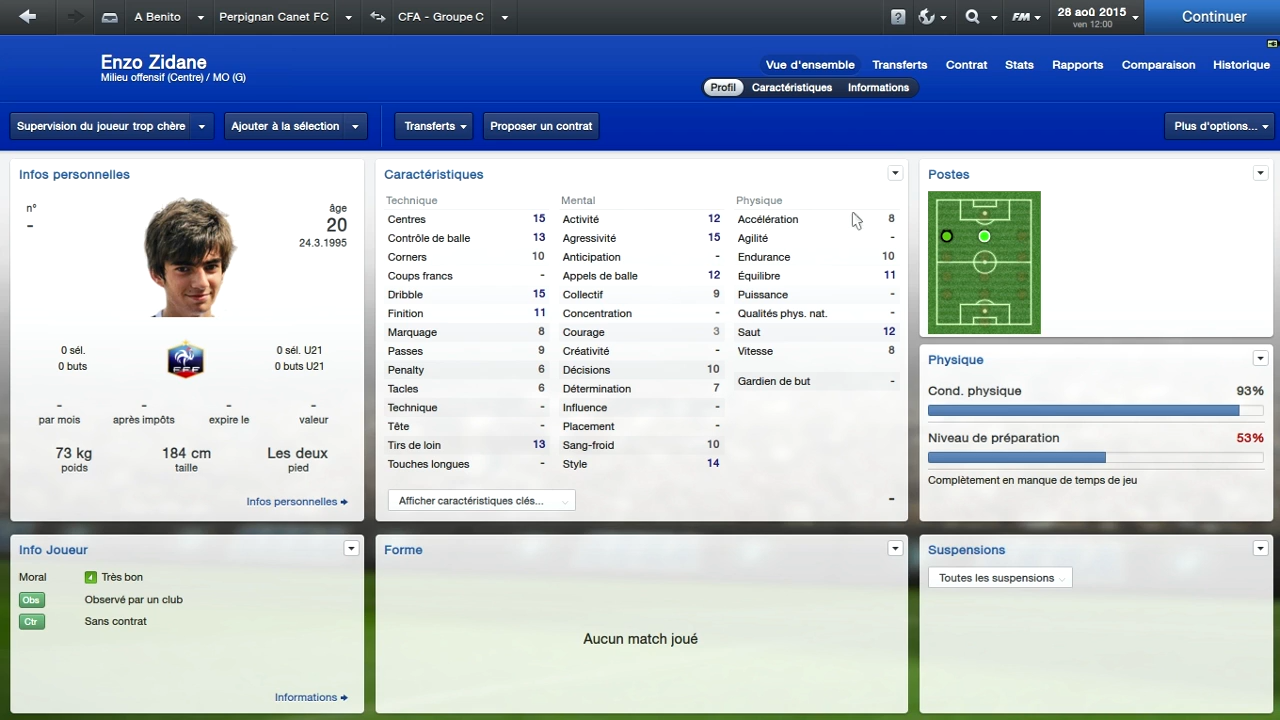 A Benito
Perpignan Canet FC
CFA - Groupe C
?
FM
28 aoû 2015
ven 12:00
Continuer
Enzo Zidane
Milieu offensif (Centre) / MO (G)
Vue d'ensemble
Transferts
Contrat
Stats
Rapports
Comparaison
Historique
Profil
Caractéristiques
Informations
Supervision du joueur trop chère
Ajouter à la sélection
Transferts
Proposer un contrat
Plus d'options...
Infos personnelles
n°
-
âge
20
24.3.1995
0 sél.
0 buts
FFF
0 sél. U21
0 buts U21
- - - -
par mois après impôts expire le valeur
73 kg 184 cm Les deux
poids taille pied
Infos personnelles
Caractéristiques
Technique Mental Physique
Centres 15 Activité 12 Accélération 8
Contrôle de balle 13 Agressivité 15 Agilité -
Corners 10 Anticipation - Endurance 10
Coups francs - Appels de balle 12 Équilibre 11
Dribble 15 Collectif 9 Puissance -
Finition 11 Concentration - Qualités phys. nat. -
Marquage 8 Courage 3 Saut 12
Passes 9 Créativité - Vitesse 8
Penalty 6 Décisions 10
Gardien de but -
Tacles 6 Détermination 7
Technique - Influence -
Tête - Placement -
Tirs de loin 13 Sang-froid 10
Touches longues - Style 14
Afficher caractéristiques clés...
-
Postes
Physique
Cond. physique 93%
Niveau de préparation 53%
Complètement en manque de temps de jeu
Info Joueur
Moral Très bon
Obs Observé par un club
Ctr Sans contrat
Informations
Forme
Aucun match joué
Suspensions
Toutes les suspensions